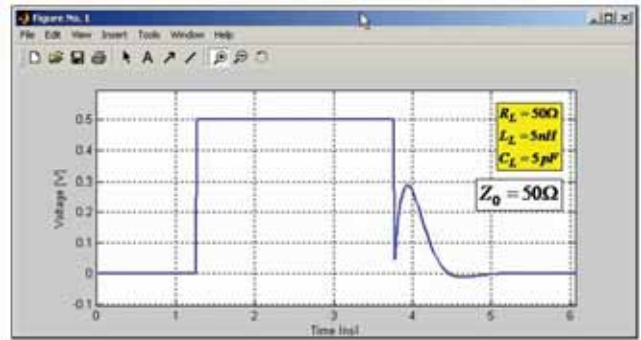 Figure No. 1
File Edit View Insert Tools Window Help
R_L = 50Ω
L_L = 5nH
C_L = 5pF
Z_0 = 50Ω
Voltage [V]
0.5
0.4
0.3
0.2
0.1
0
-0.1
0 1 2 3 4 5 6
Time [ns]